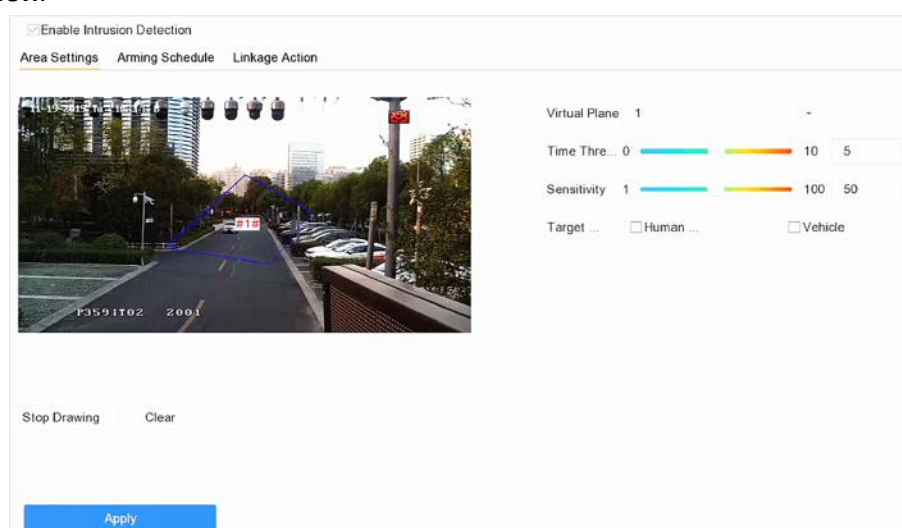 Enable Intrusion Detection
Area Settings Arming Schedule Linkage Action
Virtual Plane 1
Time Thre... 0 10 5
Sensitivity 1 100 50
Target ... Human ... Vehicle
#1#
P3591T02 2001
Stop Drawing Clear
Apply